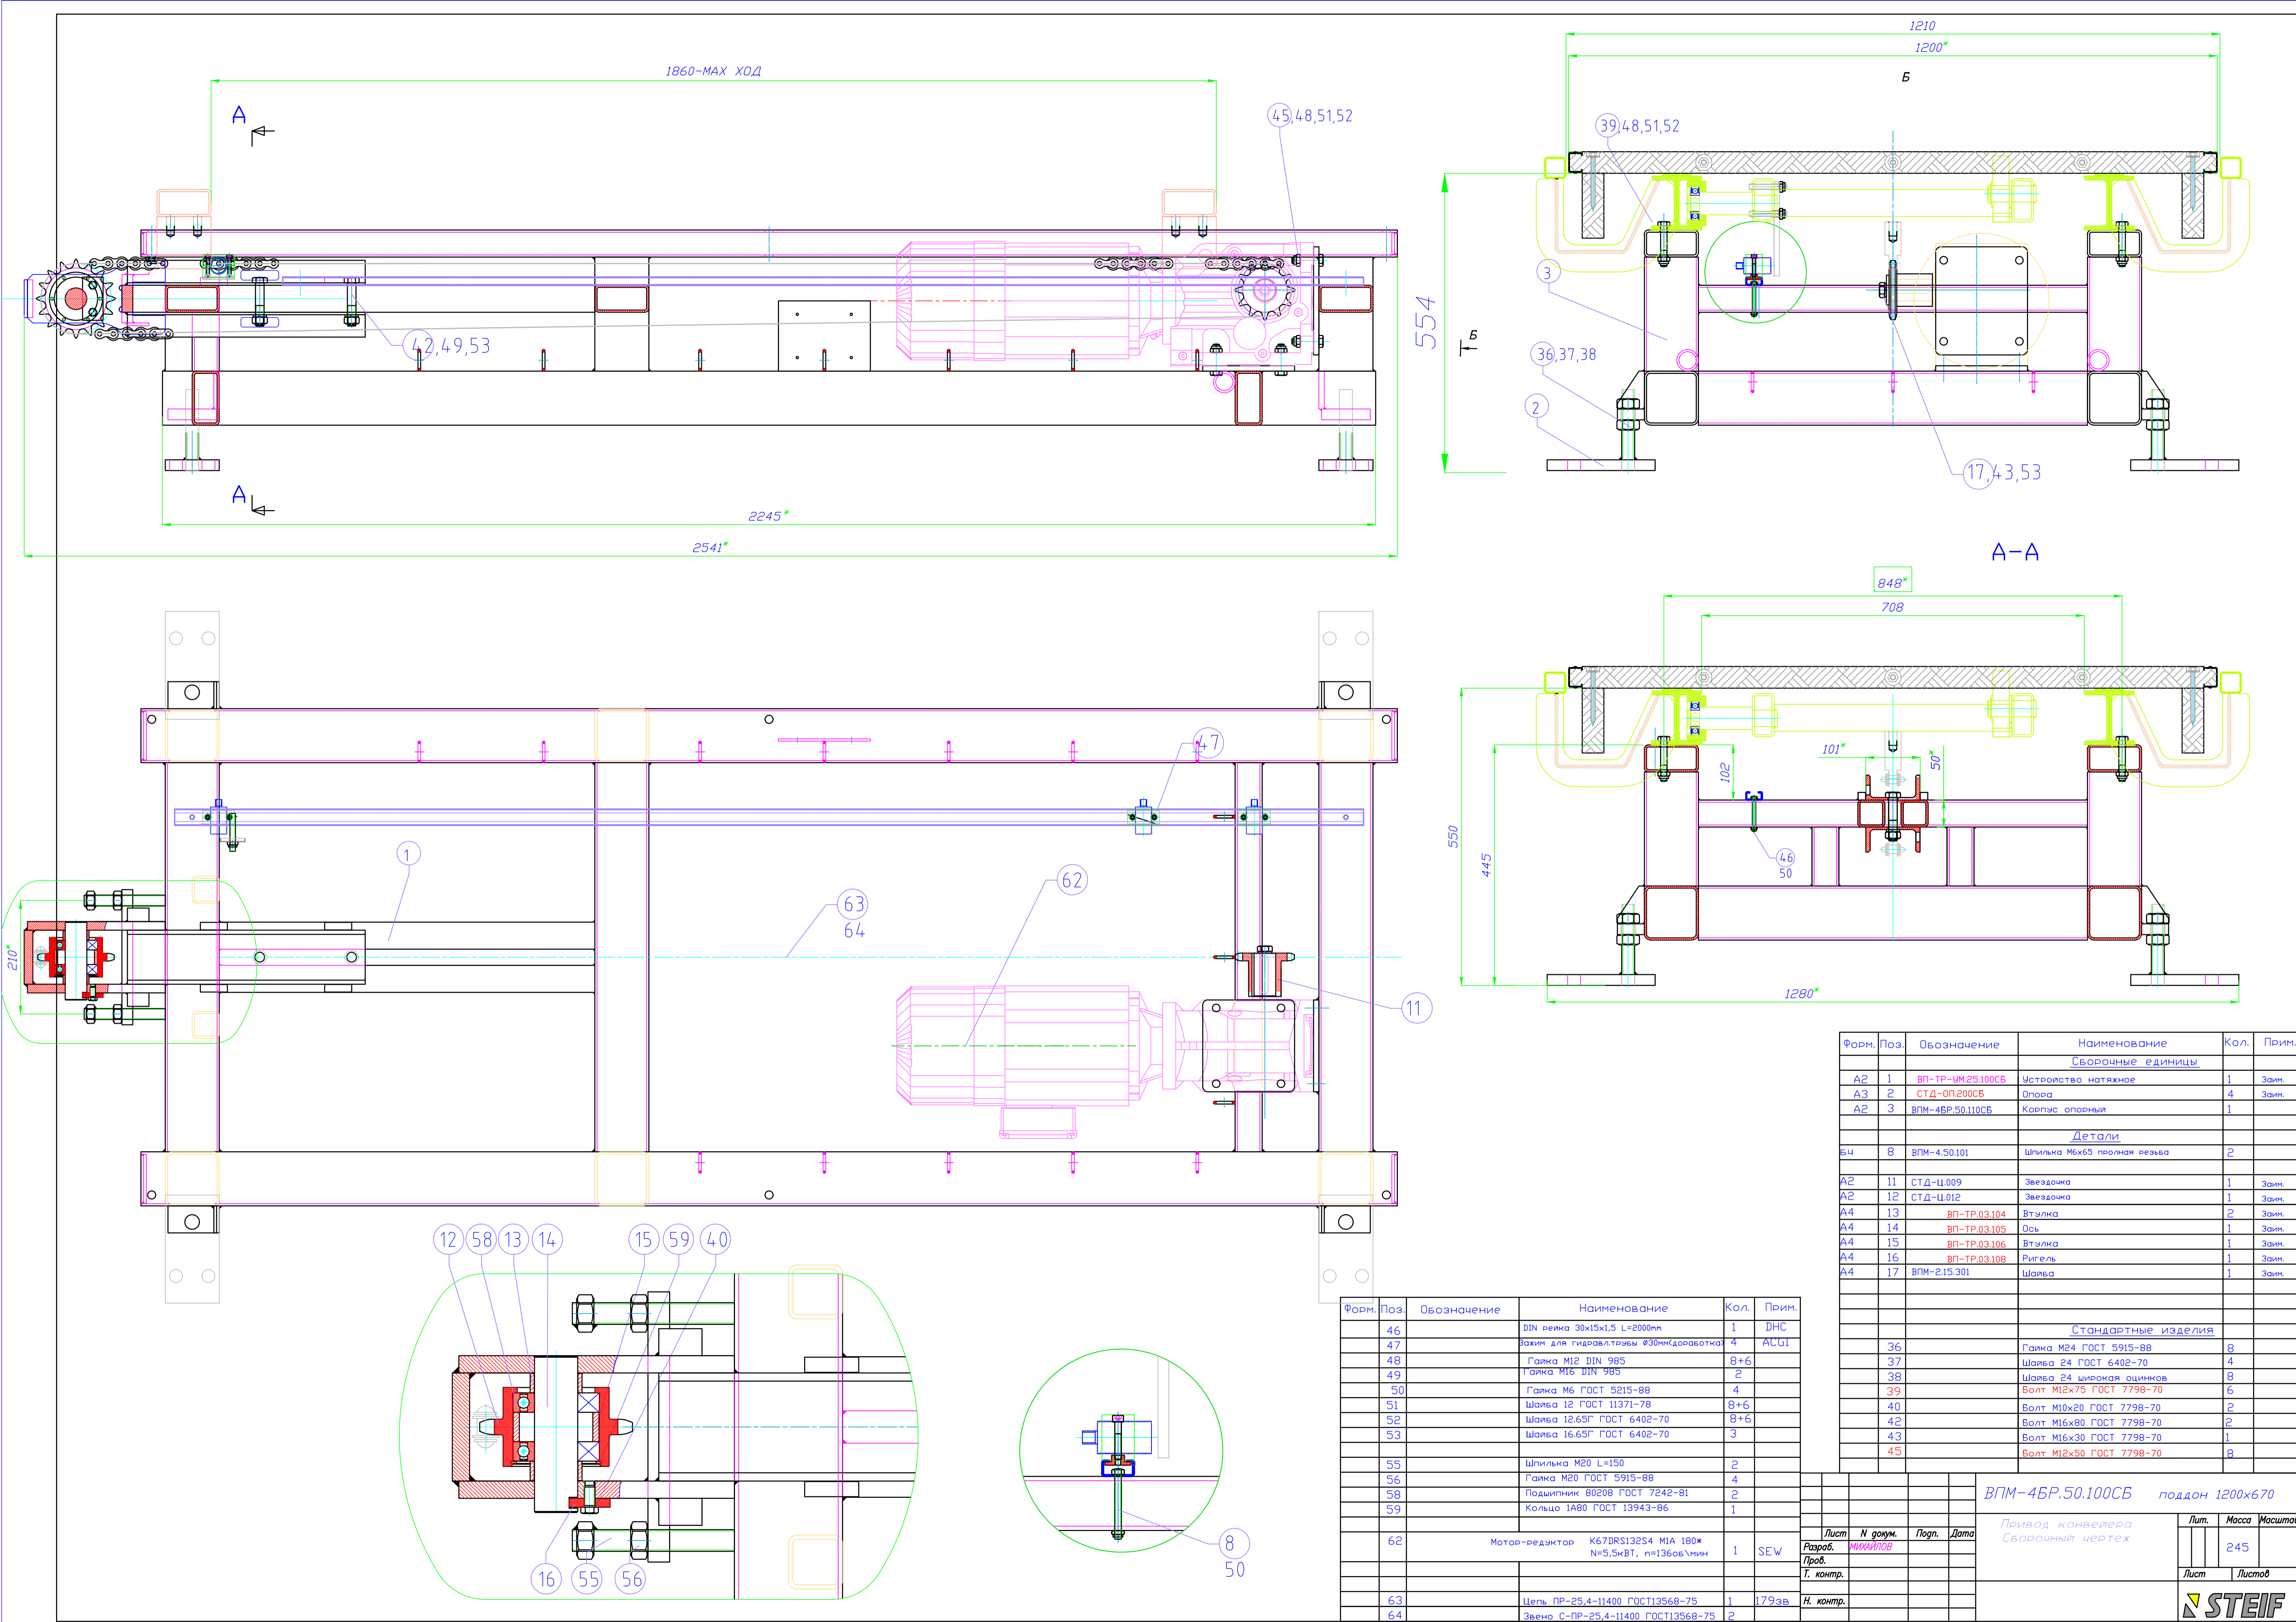 1860-MAX ХОД
А
45,48,51,52
42,49,53
А
2245*
2541*
1210
1200*
Б
39,48,51,52
3
554
Б
36,37,38
2
17,43,53
А-А
848*
708
101*
50*
102
550
445
46
50
1280*
47
1
62
63
64
210*
11
12
58
13
14
15
59
40
16
55
56
8
50
Форм. Поз. Обозначение Наименование Кол. Прим.
Сборочные единицы
А2 1 ВП-ТР-УМ.25.100СБ Устройство натяжное 1 Заим.
А3 2 СТД-ОП.200СБ Опора 4 Заим.
А2 3 ВПМ-4БР.50.110СБ Корпус опорный 1
Детали
БЧ 8 ВПМ-4.50.101 Шпилька М6х65 пролная резьба 2
А2 11 СТД-Ц.009 Звездочка 1 Заим.
А2 12 СТД-Ц.012 Звездочка 1 Заим.
А4 13 ВП-ТР.03.104 Втулка 2 Заим.
А4 14 ВП-ТР.03.105 Ось 1 Заим.
А4 15 ВП-ТР.03.106 Втулка 1 Заим.
А4 16 ВП-ТР.03.108 Ригель 1 Заим.
А4 17 ВПМ-2.15.301 Шайба 1 Заим.
Стандартные изделия
36 Гайка М24 ГОСТ 5915-88 8
37 Шайба 24 ГОСТ 6402-70 4
38 Шайба 24 широкая оцинков 8
39 Болт М12х75 ГОСТ 7798-70 6
40 Болт М10х20 ГОСТ 7798-70 2
42 Болт М16х80 ГОСТ 7798-70 2
43 Болт М16х30 ГОСТ 7798-70 1
45 Болт М12х50 ГОСТ 7798-70 8
Форм. Поз. Обозначение Наименование Кол. Прим.
46 DIN рейка 30х15х1,5 L=2000мм 1 DHC
47 Зажим для гидравл.трубы Ø30мм(доработка) 4 ACG1
48 Гайка М12 DIN 985 8+6
49 Гайка М16 DIN 985 2
50 Гайка М6 ГОСТ 5215-88 4
51 Шайба 12 ГОСТ 11371-78 8+6
52 Шайба 12.65Г ГОСТ 6402-70 8+6
53 Шайба 16.65Г ГОСТ 6402-70 3
55 Шпилька М20 L=150 2
56 Гайка М20 ГОСТ 5915-88 4
58 Подшипник 80208 ГОСТ 7242-81 2
59 Кольцо 1А80 ГОСТ 13943-86 1
62 Мотор-редуктор K67DRS132S4 M1A 180* 1 SEW
N=5,5кВТ, n=136об\мин
63 Цепь ПР-25,4-11400 ГОСТ13568-75 1 179зв
64 Звено С-ПР-25,4-11400 ГОСТ13568-75 2
ВПМ-4БР.50.100СБ поддон 1200х670
Привод конвейера
Сборочный чертеж
Лист N докум. Подп. Дата
Разраб. МИХАЙЛОВ
Пров.
Т. контр.
Н. контр.
Лит. Масса Масштаб
245
Лист Листов
STEIF